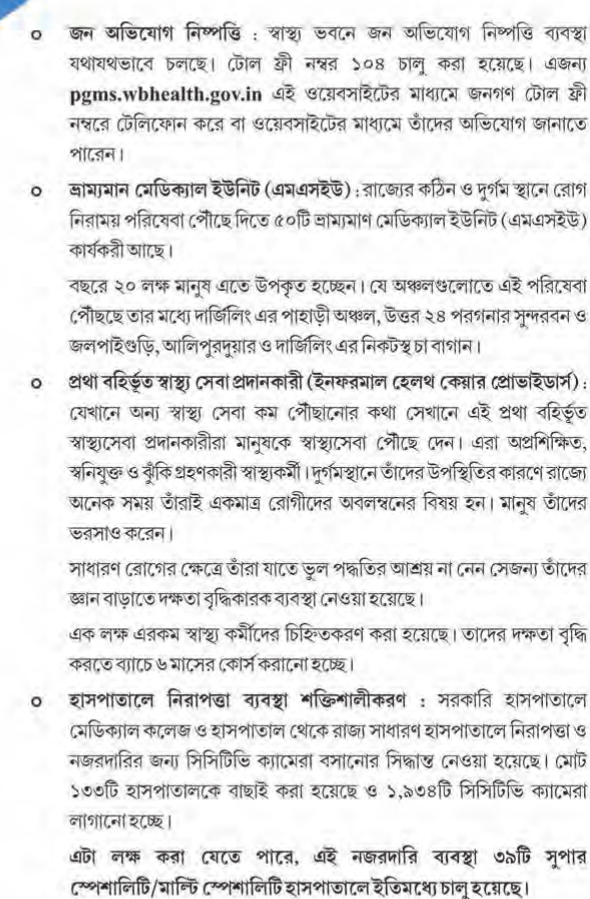 ০ জন অভিযোগ নিষ্পত্তি : স্বাস্থ্য ভবনে জন অভিযোগ নিষ্পত্তি ব্যবস্থা
যথাযথভাবে চলছে। টোল ফ্রী নম্বর ১০৪ চালু করা হয়েছে। এজন্য
pgms.wbhealth.gov.in এই ওয়েবসাইটের মাধ্যমে জনগণ টোল ফ্রী
নম্বরে টেলিফোন করে বা ওয়েবসাইটের মাধ্যমে তাঁদের অভিযোগ জানাতে
পারেন।
০ ভ্রাম্যমান মেডিক্যাল ইউনিট (এমএসইউ) : রাজ্যের কঠিন ও দুর্গম স্থানে রোগ
নিরাময় পরিষেবা পৌঁছে দিতে ৫০টি ভ্রাম্যমাণ মেডিক্যাল ইউনিট (এমএসইউ)
কার্যকরী আছে।
বছরে ২০ লক্ষ মানুষ এতে উপকৃত হচ্ছেন। যে অঞ্চলগুলোতে এই পরিষেবা
পৌঁছছে তার মধ্যে দার্জিলিং এর পাহাড়ী অঞ্চল, উত্তর ২৪ পরগনার সুন্দরবন ও
জলপাইগুড়ি, আলিপুরদুয়ার ও দার্জিলিং এর নিকটস্থ চা বাগান।
০ প্রথা বহির্ভূত স্বাস্থ্য সেবা প্রদানকারী (ইনফরমাল হেলথ কেয়ার প্রোভাইডার্স) :
যেখানে অন্য স্বাস্থ্য সেবা কম পৌঁছানোর কথা সেখানে এই প্রথা বহির্ভূত
স্বাস্থ্যসেবা প্রদানকারীরা মানুষকে স্বাস্থ্যসেবা পৌঁছে দেন। এরা অপ্রশিক্ষিত,
স্বনিযুক্ত ও ঝুঁকি গ্রহণকারী স্বাস্থ্যকর্মী। দুর্গমস্থানে তাঁদের উপস্থিতির কারণে রাজ্যে
অনেক সময় তাঁরাই একমাত্র রোগীদের অবলম্বনের বিষয় হন। মানুষ তাঁদের
ভরসাও করেন।
সাধারণ রোগের ক্ষেত্রে তাঁরা যাতে ভুল পদ্ধতির আশ্রয় না নেন সেজন্য তাঁদের
জ্ঞান বাড়াতে দক্ষতা বৃদ্ধিকারক ব্যবস্থা নেওয়া হয়েছে।
এক লক্ষ এরকম স্বাস্থ্য কর্মীদের চিহ্নিতকরণ করা হয়েছে। তাদের দক্ষতা বৃদ্ধি
করতে ব্যাচে ৬ মাসের কোর্স করানো হচ্ছে।
০ হাসপাতালে নিরাপত্তা ব্যবস্থা শক্তিশালীকরণ : সরকারি হাসপাতালে
মেডিক্যাল কলেজ ও হাসপাতাল থেকে রাজ্য সাধারণ হাসপাতালে নিরাপত্তা ও
নজরদারির জন্য সিসিটিভি ক্যামেরা বসানোর সিদ্ধান্ত নেওয়া হয়েছে। মোট
১৩৩টি হাসপাতালকে বাছাই করা হয়েছে ও ১,৯৩৪টি সিসিটিভি ক্যামেরা
লাগানো হচ্ছে।
এটা লক্ষ করা যেতে পারে, এই নজরদারি ব্যবস্থা ৩৯টি সুপার
স্পেশালিটি/মাল্টি স্পেশালিটি হাসপাতালে ইতিমধ্যে চালু হয়েছে।